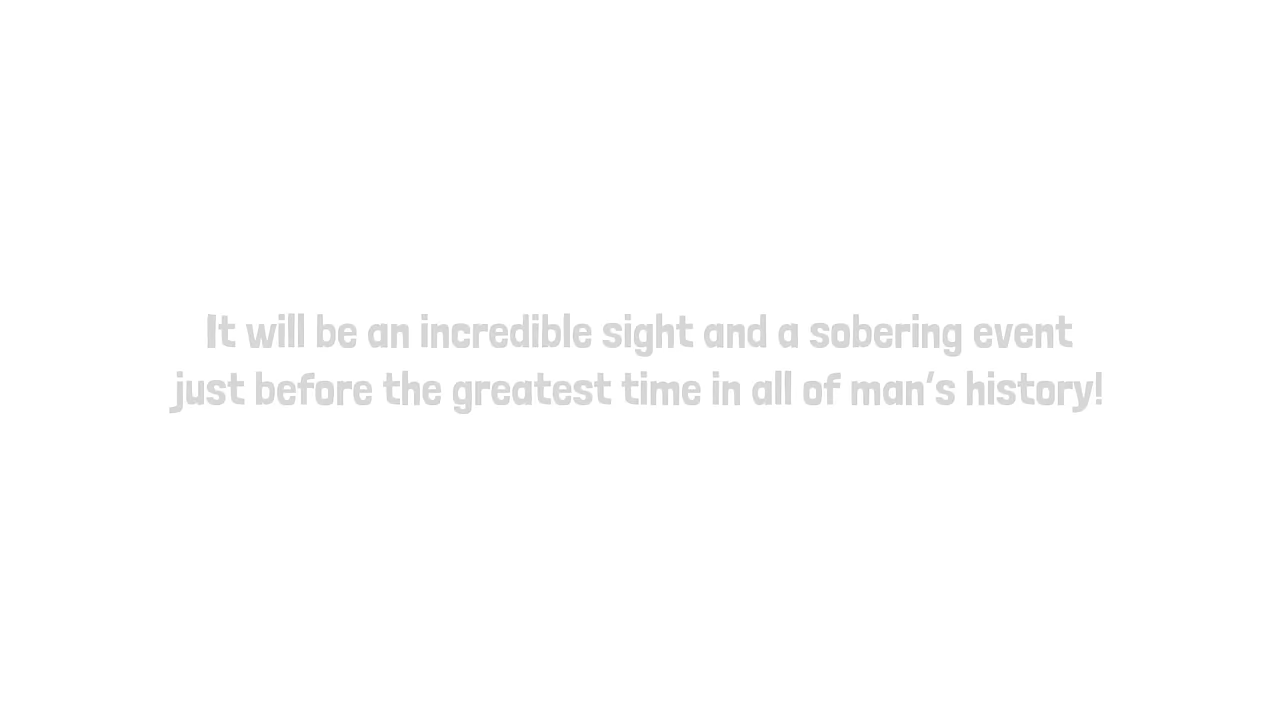 It will be an incredible sight and a sobering event
just before the greatest time in all of man's history!